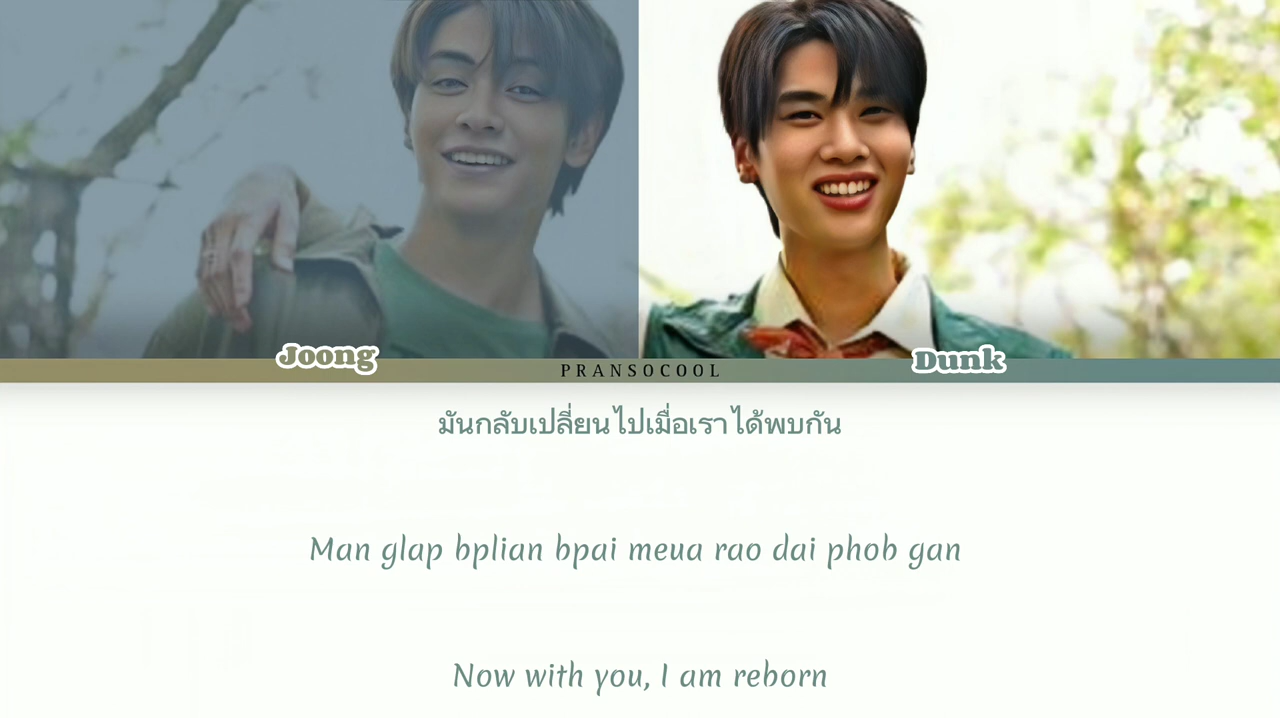 Joong
PRANSOCOOL
Dunk
มันกลับเปลี่ยนไปเมื่อเราได้พบกัน
Man glap bplian bpai meua rao dai phob gan
Now with you, I am reborn